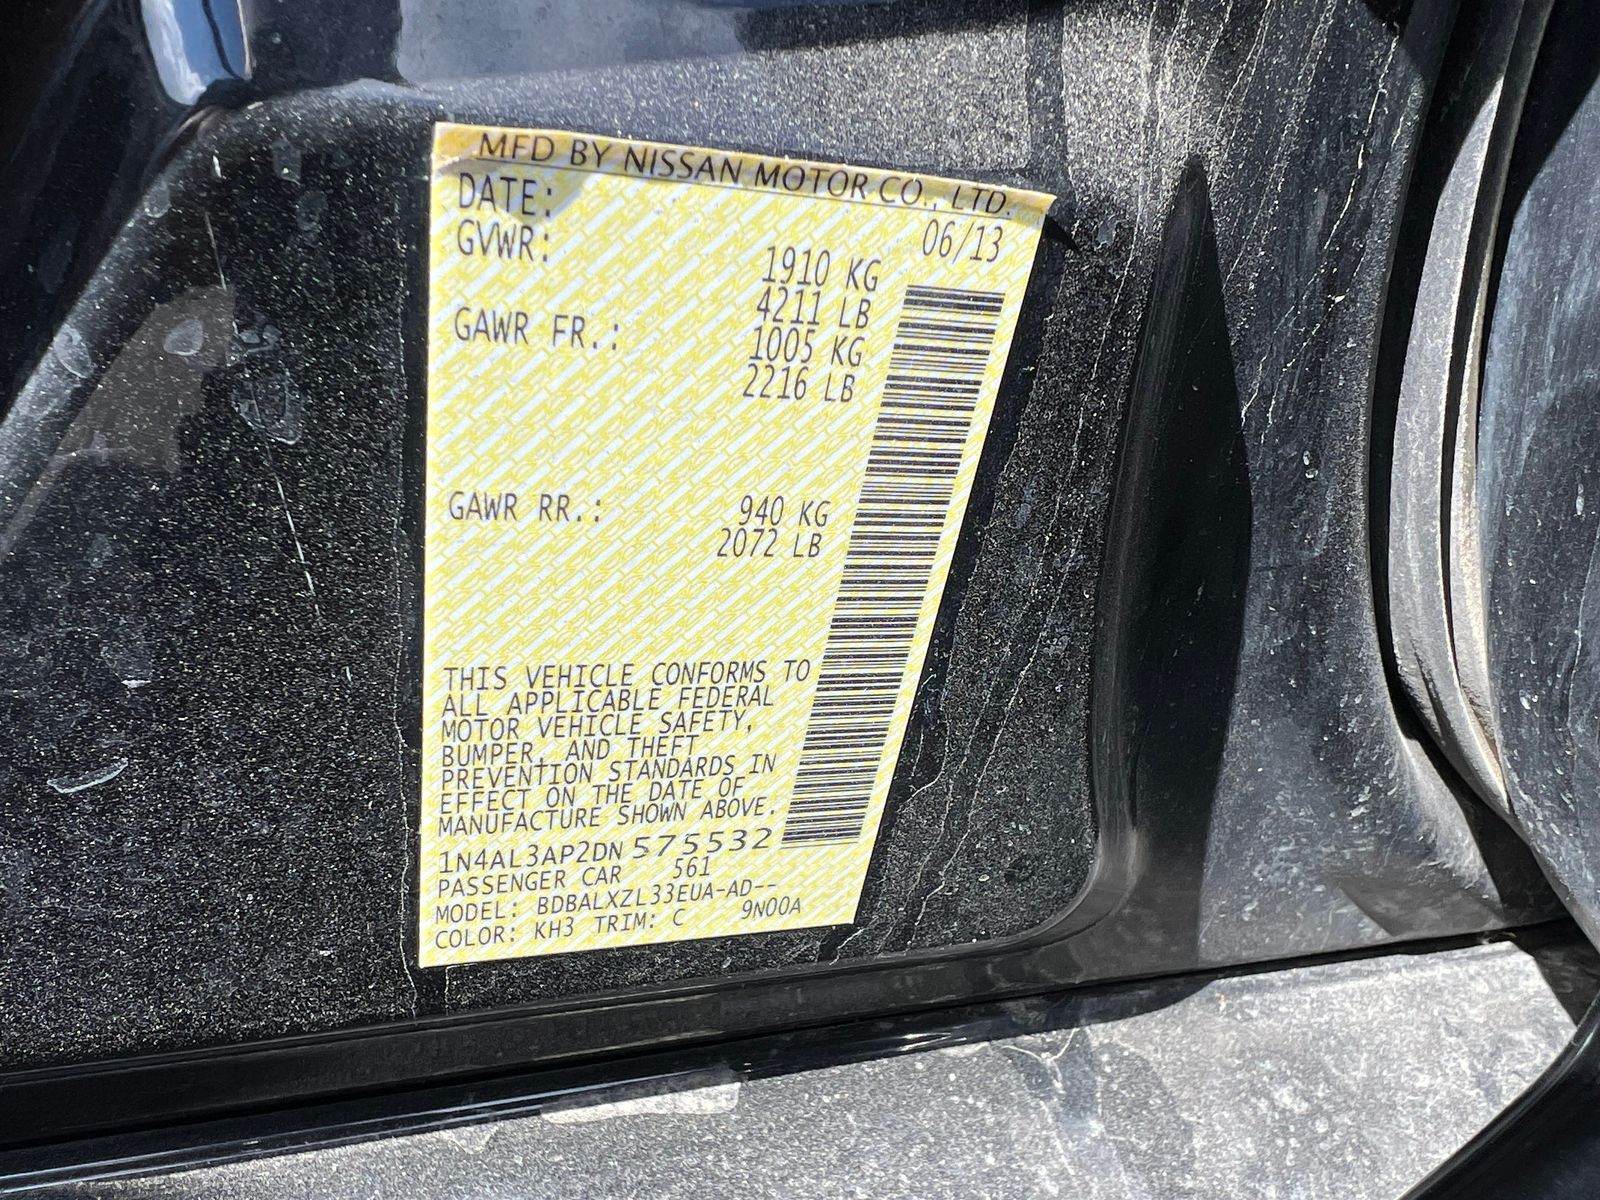 MFD BY NISSAN MOTOR CO., LTD.
DATE: 06/13
GVWR: 1910 KG
4211 LB
GAWR FR.: 1005 KG
2216 LB
GAWR RR.: 940 KG
2072 LB
THIS VEHICLE CONFORMS TO
ALL APPLICABLE FEDERAL
MOTOR VEHICLE SAFETY,
BUMPER, AND THEFT
PREVENTION STANDARDS IN
EFFECT ON THE DATE OF
MANUFACTURE SHOWN ABOVE.
1N4AL3AP2DN 575532
PASSENGER CAR 561
MODEL: BDBALXZL33EUA-AD--
COLOR: KH3 TRIM: C 9N00A